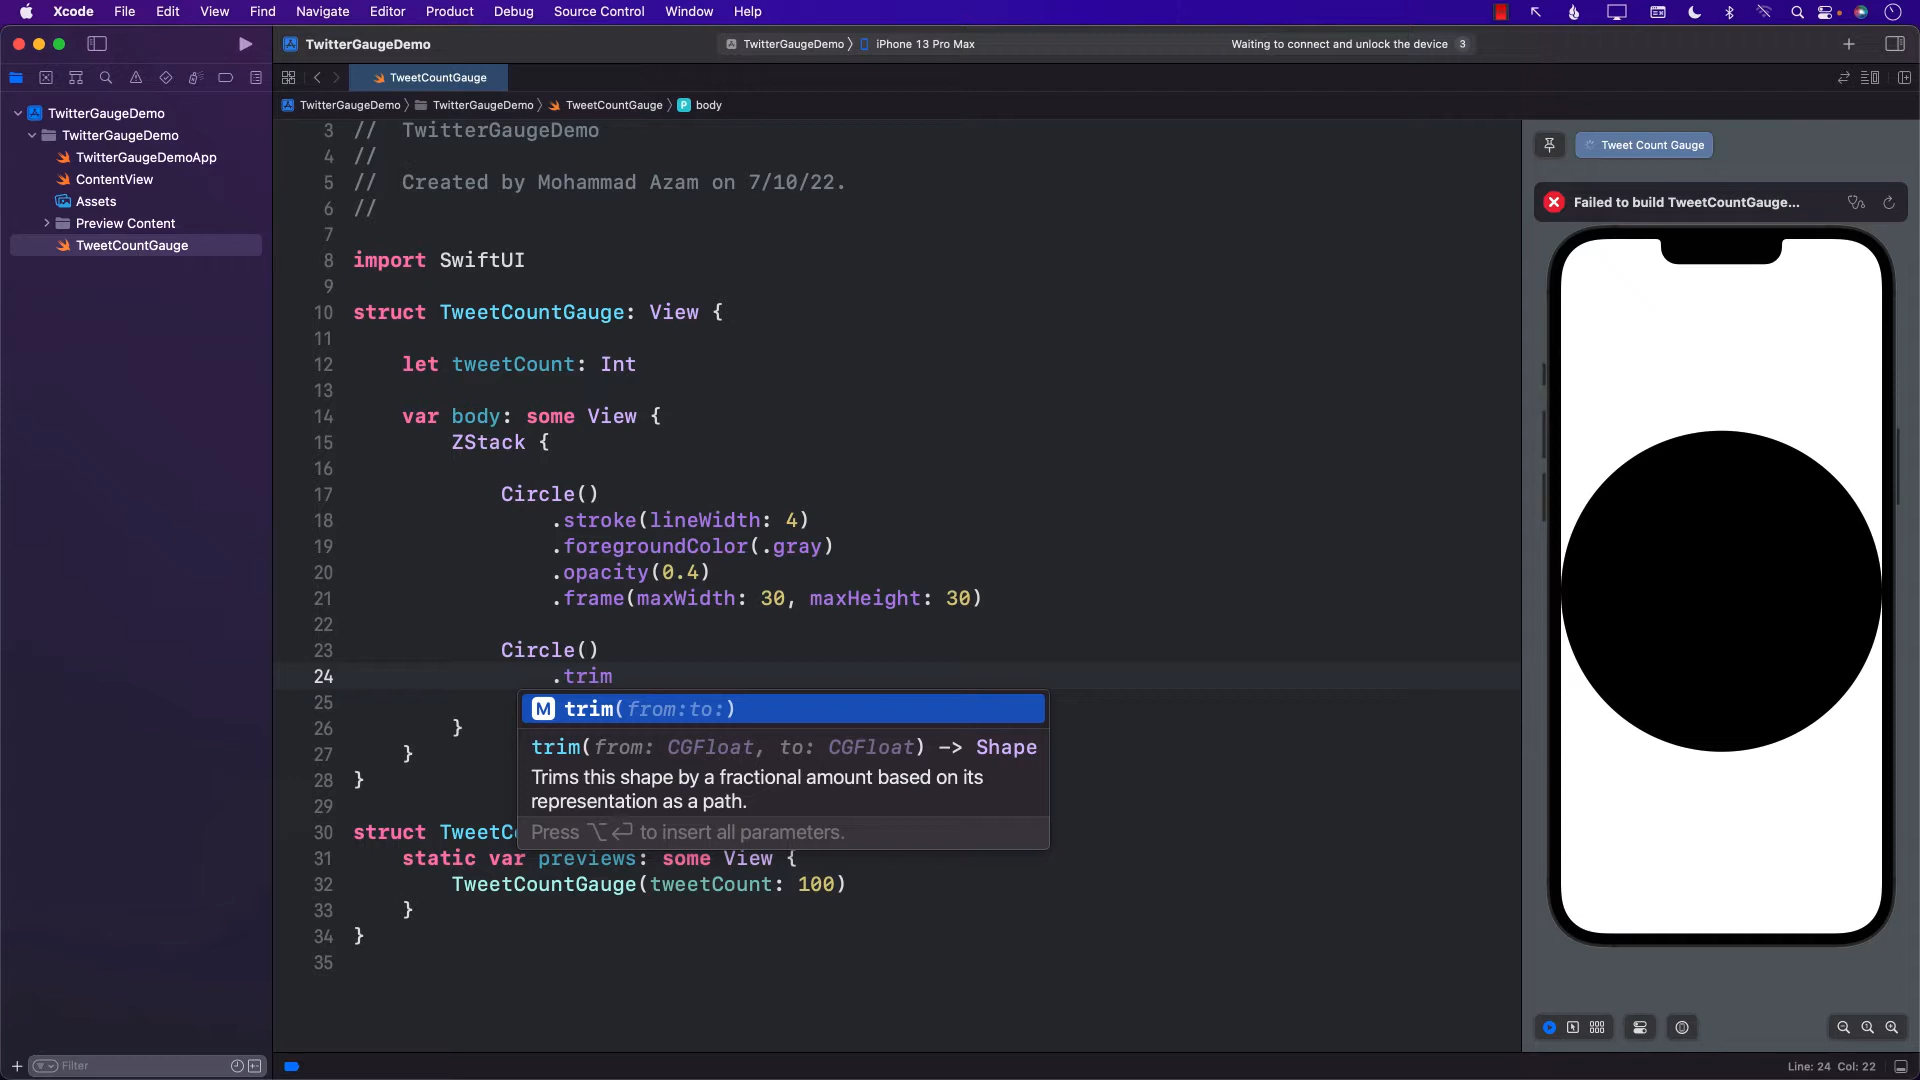 Xcode File Edit View Find Navigate Editor Product Debug Source Control Window Help
TwitterGaugeDemo
TwitterGaugeDemo iPhone 13 Pro Max
Waiting to connect and unlock the device 3
TweetCountGauge
TwitterGaugeDemo TwitterGaugeDemo TweetCountGauge P body
TwitterGaugeDemo
TwitterGaugeDemo
TwitterGaugeDemoApp
ContentView
Assets
Preview Content
TweetCountGauge
Filter
3 // TwitterGaugeDemo
4 //
5 // Created by Mohammad Azam on 7/10/22.
6 //
7
8 import SwiftUI
9
10 struct TweetCountGauge: View {
11
12 let tweetCount: Int
13
14 var body: some View {
15 ZStack {
16
17 Circle()
18 .stroke(lineWidth: 4)
19 .foregroundColor(.gray)
20 .opacity(0.4)
21 .frame(maxWidth: 30, maxHeight: 30)
22
23 Circle()
24 .trim
25
26 }
27 }
28 }
29
30 struct TweetCo
31 static var previews: some View {
32 TweetCountGauge(tweetCount: 100)
33 }
34 }
35
M trim(from:to:)
trim(from: CGFloat, to: CGFloat) -> Shape
Trims this shape by a fractional amount based on its
representation as a path.
Press ⌥↩ to insert all parameters.
Tweet Count Gauge
Failed to build TweetCountGauge...
Line: 24 Col: 22